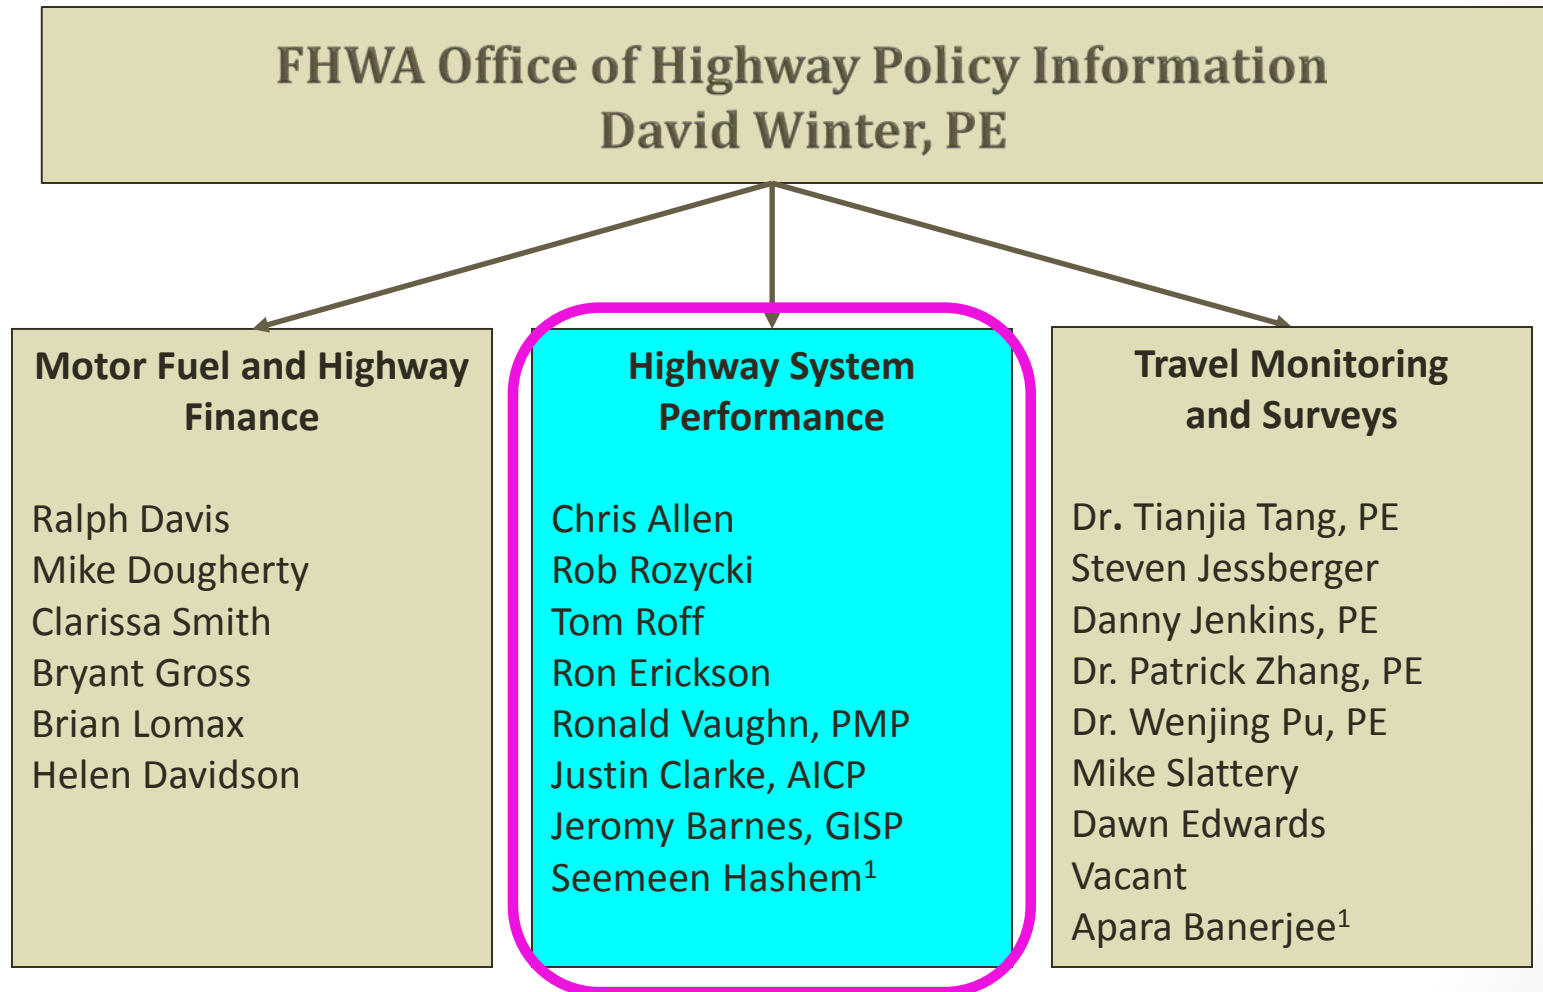 FHWA Office of Highway Policy Information
David Winter, PE
Motor Fuel and Highway
Finance
Ralph Davis
Mike Dougherty
Clarissa Smith
Bryant Gross
Brian Lomax
Helen Davidson
Highway System
Performance
Chris Allen
Rob Rozycki
Tom Roff
Ron Erickson
Ronald Vaughn, PMP
Justin Clarke, AICP
Jeromy Barnes, GISP
Seemeen Hashem¹
Travel Monitoring
and Surveys
Dr. Tianjia Tang, PE
Steven Jessberger
Danny Jenkins, PE
Dr. Patrick Zhang, PE
Dr. Wenjing Pu, PE
Mike Slattery
Dawn Edwards
Vacant
Apara Banerjee¹